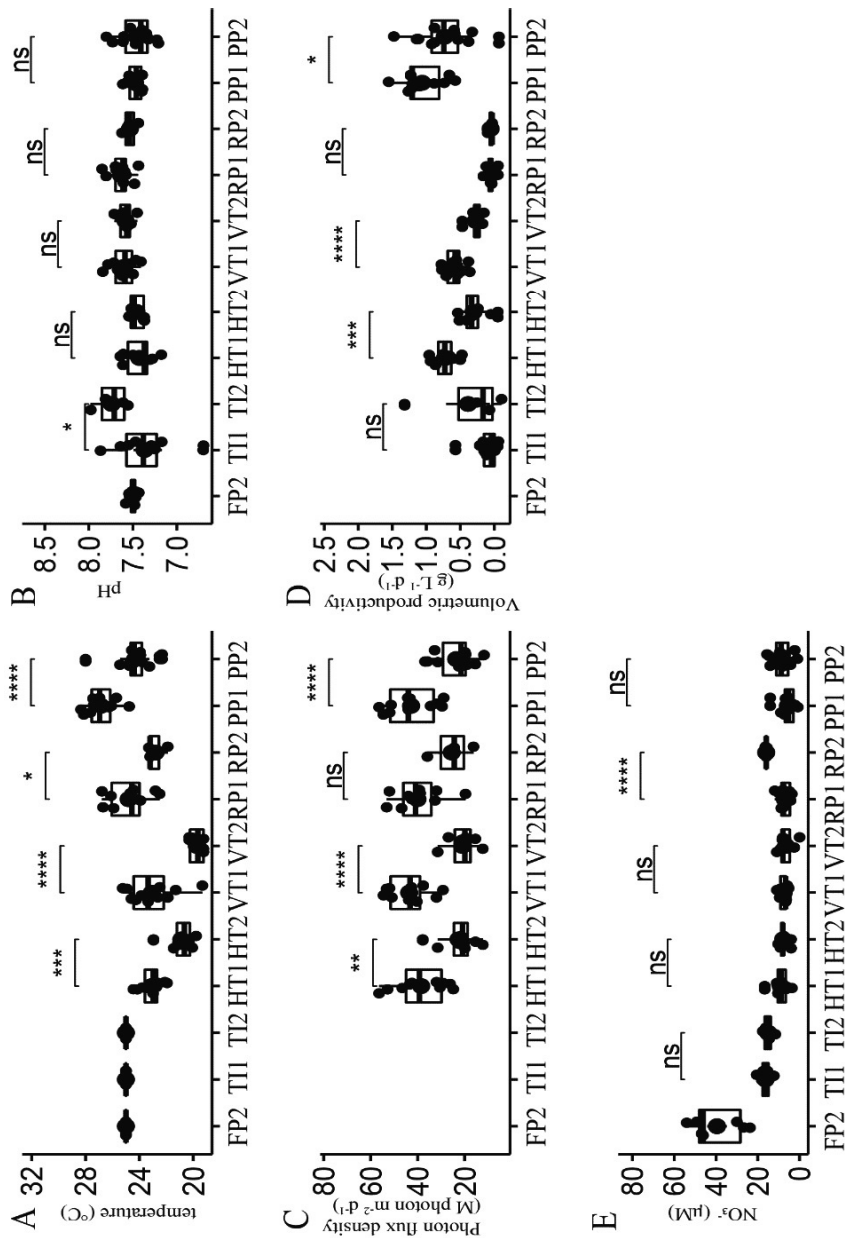 A
temperature (°C)
32
28
24
20
****
***
****
*
****
FP2 TI1 TI2 HT1 HT2 VT1 VT2 RP1 RP2 PP1 PP2
B
pH
8.5
8.0
7.5
7.0
*
ns
ns
ns
ns
FP2 TI1 TI2 HT1 HT2 VT1 VT2 RP1 RP2 PP1 PP2
C
Photon flux density
(M photon m⁻² d⁻¹)
80
60
40
20
**
****
ns
****
FP2 TI1 TI2 HT1 HT2 VT1 VT2 RP1 RP2 PP1 PP2
D
Volumetric productivity
(g L⁻¹ d⁻¹)
2.5
2.0
1.5
1.0
0.5
0.0
ns
***
****
ns
*
FP2 TI1 TI2 HT1 HT2 VT1 VT2 RP1 RP2 PP1 PP2
E
NO₃⁻ (µM)
80
60
40
20
0
ns
ns
ns
****
ns
FP2 TI1 TI2 HT1 HT2 VT1 VT2 RP1 RP2 PP1 PP2